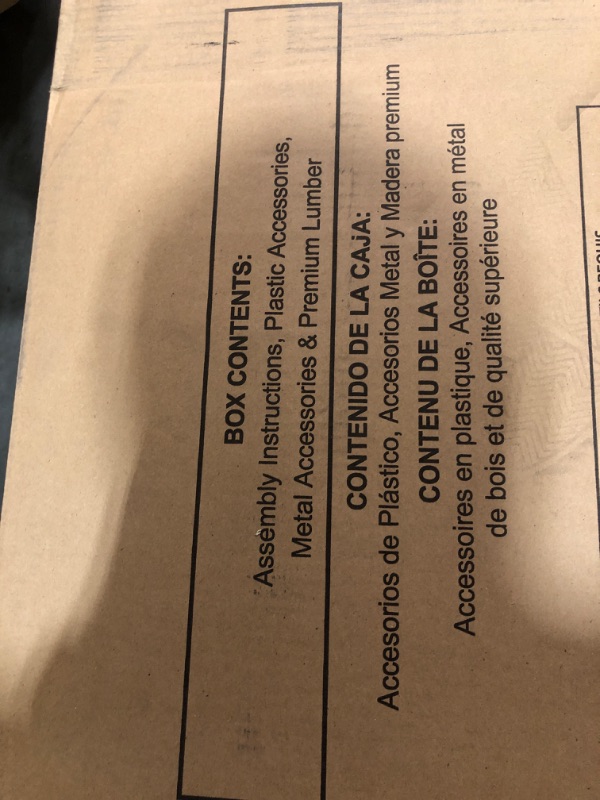 BOX CONTENTS:
Assembly Instructions, Plastic Accessories,
Metal Accessories & Premium Lumber
CONTENIDO DE LA CAJA:
Accesorios de Plástico, Accesorios Metal y Madera premium
CONTENU DE LA BOÎTE:
Accessoires en plastique, Accessoires en métal
de bois et de qualité supérieure